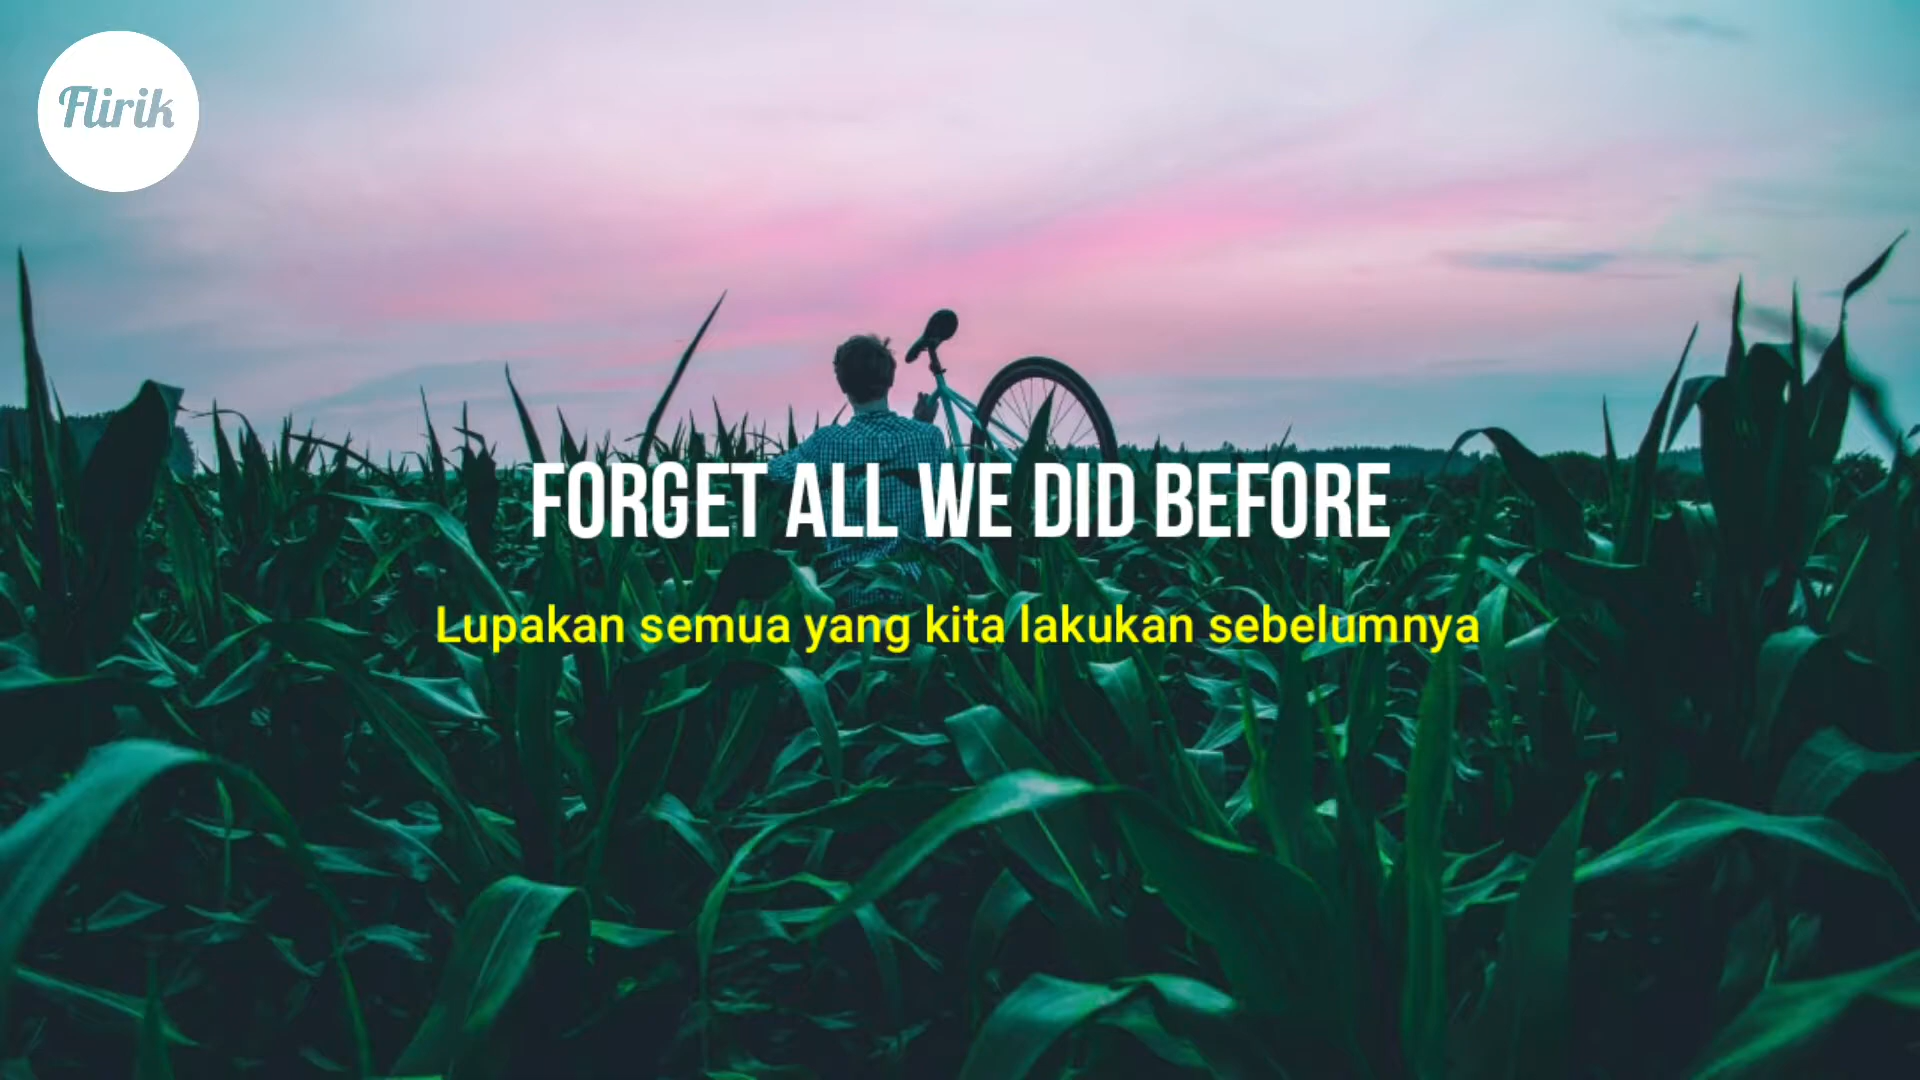 Flirik
FORGET ALL WE DID BEFORE
Lupakan semua yang kita lakukan sebelumnya